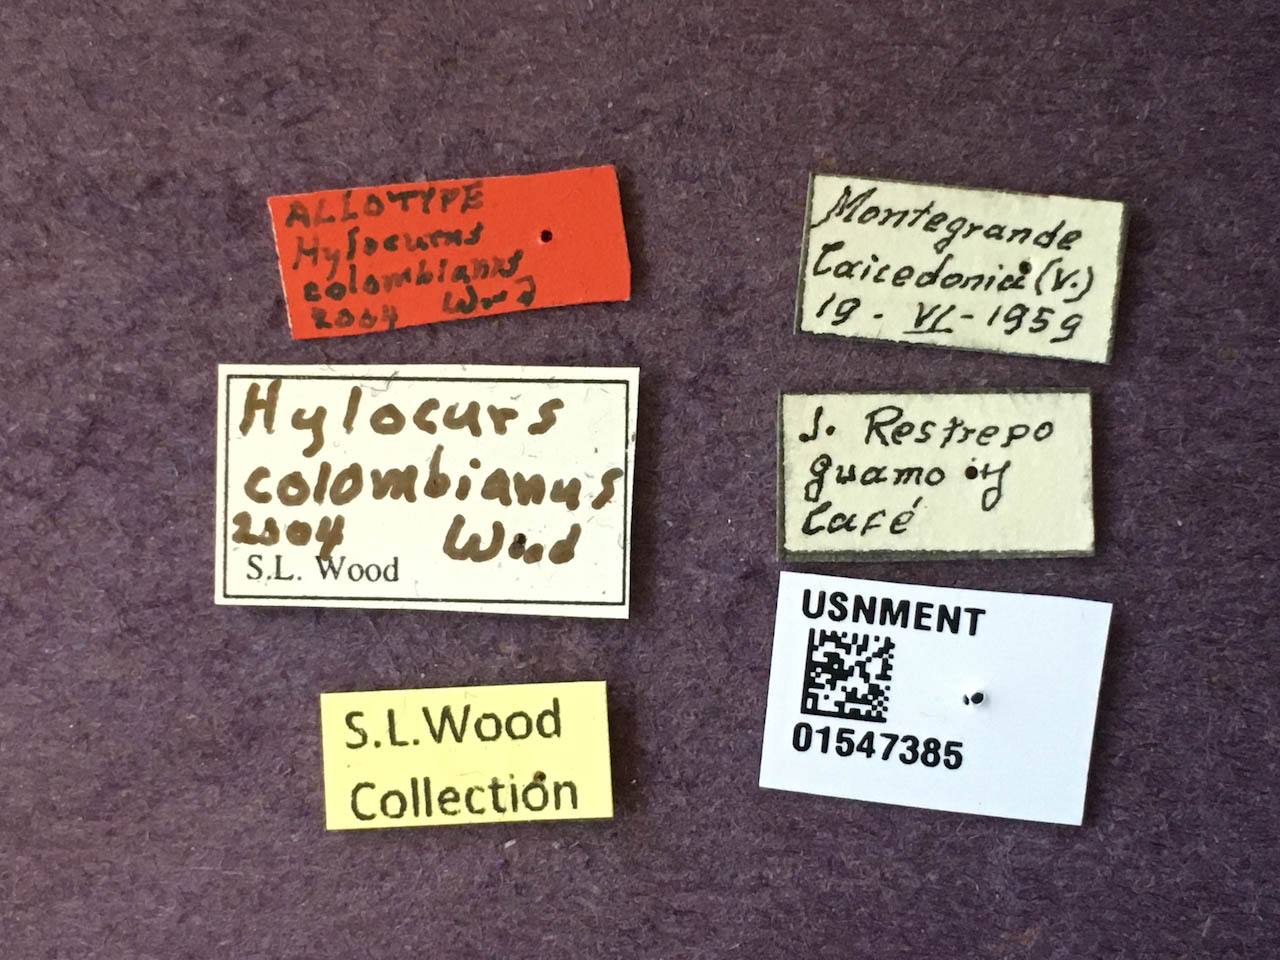 ALLOTYPE
Hylocurus
colombianus
2004 Wood
Hylocurs
colombianus
2004 Wood
S.L. Wood
S.L.Wood
Collection
Montegrande
Caicedonia (V.)
19 - VI - 1959
J. Restrepo
guamo y
Café
USNMENT
01547385